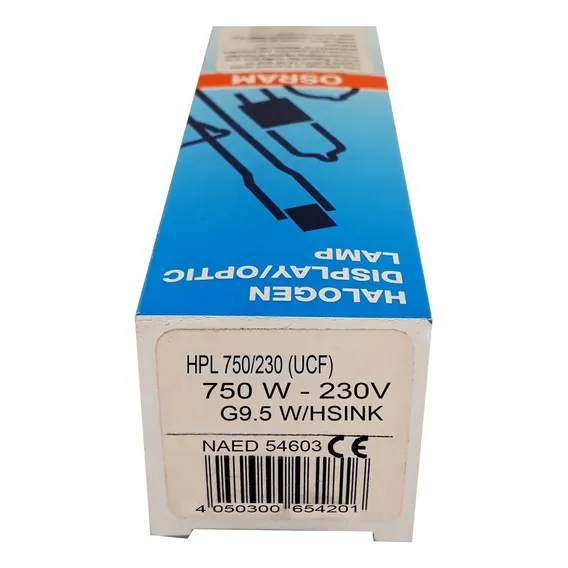 OSRAM
HALOGEN
DISPLAY/OPTIC
LAMP
HPL 750/230 (UCF)
750 W - 230V
G9.5 W/HSINK
NAED 54603 CE
4 050300 654201